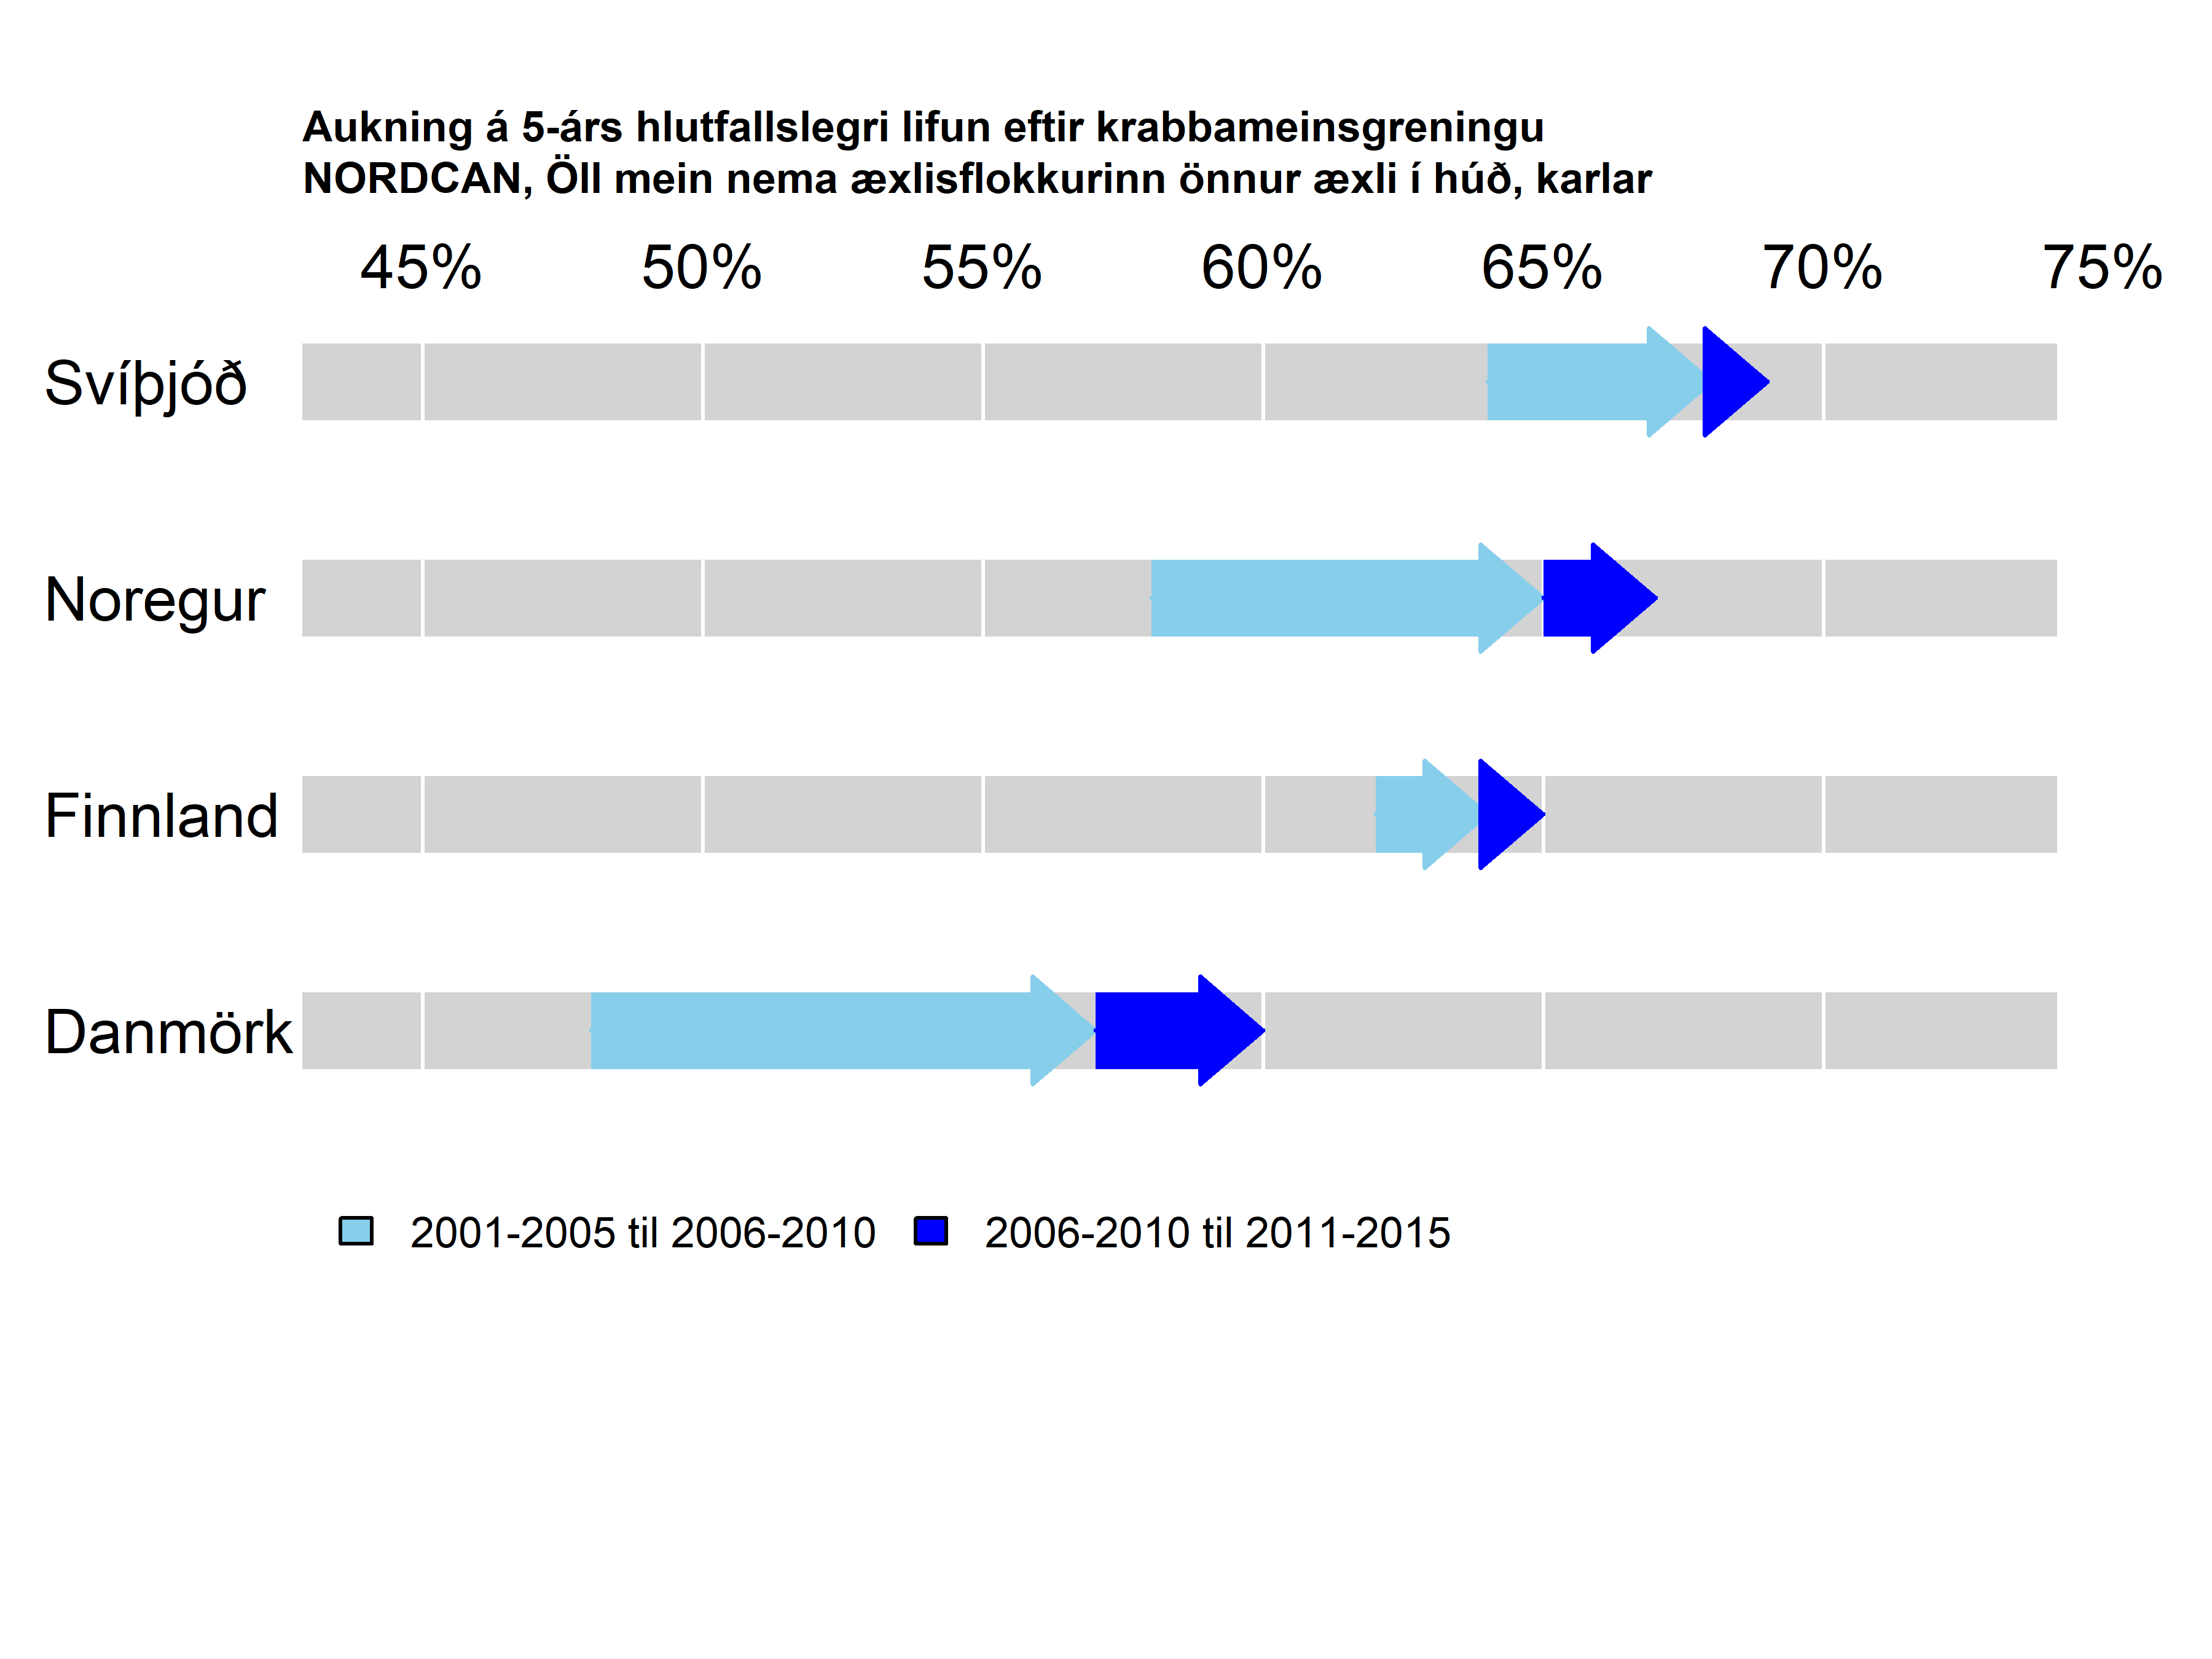 Aukning á 5-árs hlutfallslegri lifun eftir krabbameinsgreningu
NORDCAN, Öll mein nema æxlisflokkurinn önnur æxli í húð, karlar
45% 50% 55% 60% 65% 70% 75%
Svíþjóð
Noregur
Finnland
Danmörk
2001-2005 til 2006-2010 2006-2010 til 2011-2015